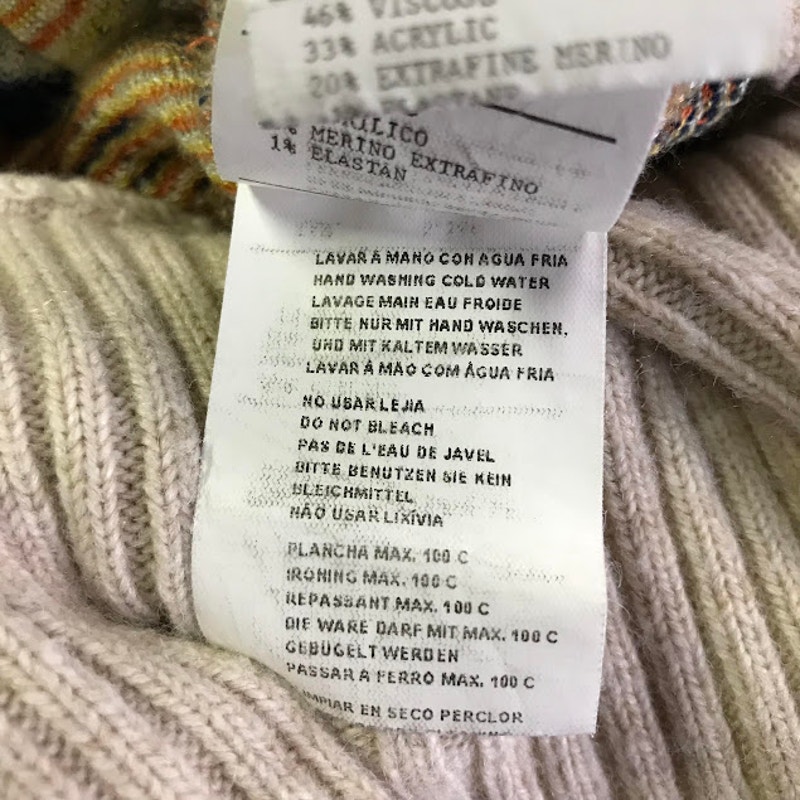 46% VISCOSE
33% ACRYLIC
20% EXTRAFINE MERINO
MERINO EXTRAFINO
1% ELASTAN
LAVAR Á MANO CON AGUA FRIA
HAND WASHING COLD WATER
LAVAGE MAIN EAU FROIDE
BITTE NUR MIT HAND WASCHEN,
UND MIT KALTEM WASSER
LAVAR Á MÃO COM ÁGUA FRIA
NO USAR LEJIA
DO NOT BLEACH
PAS DE L'EAU DE JAVEL
BITTE BENUTZEN SIE KEIN
BLEICHMITTEL
NÃO USAR LIXÍVIA
PLANCHA MAX. 100 C
IRONING MAX. 100 C
REPASSANT MAX. 100 C
DIE WARE DARF MIT MAX. 100 C
GEBÜGELT WERDEN
PASSAR A FERRO MAX. 100 C
LIMPIAR EN SECO PERCLOR